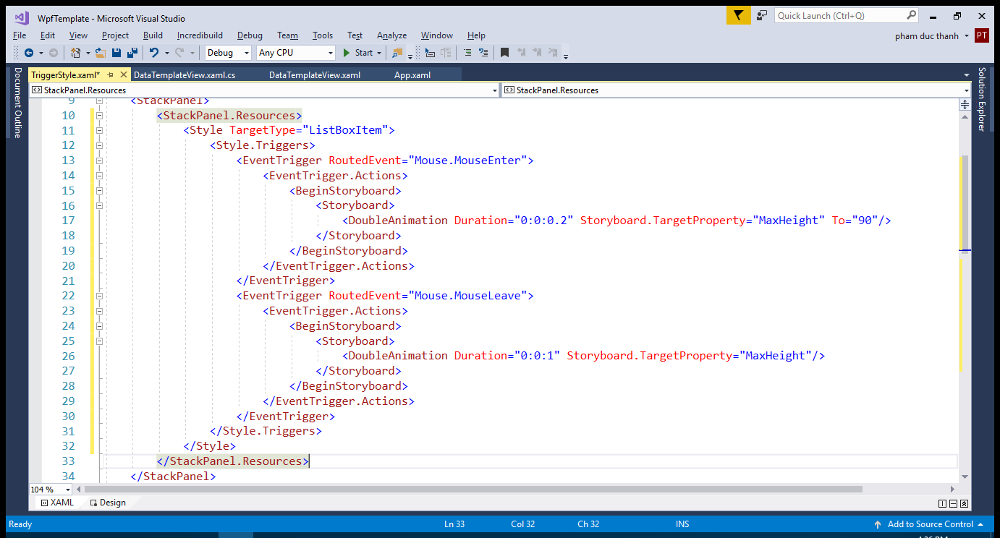 WpfTemplate - Microsoft Visual Studio
Quick Launch (Ctrl+Q)
File Edit View Project Build Incredibuild Debug Team Tools Test Analyze Window Help
pham duc thanh PT
Debug Any CPU Start
TriggerStyle.xaml* DataTemplateView.xaml.cs DataTemplateView.xaml App.xaml
Document Outline
Solution Explorer
StackPanel.Resources StackPanel.Resources
9 <StackPanel>
10 <StackPanel.Resources>
11 <Style TargetType="ListBoxItem">
12 <Style.Triggers>
13 <EventTrigger RoutedEvent="Mouse.MouseEnter">
14 <EventTrigger.Actions>
15 <BeginStoryboard>
16 <Storyboard>
17 <DoubleAnimation Duration="0:0:0.2" Storyboard.TargetProperty="MaxHeight" To="90"/>
18 </Storyboard>
19 </BeginStoryboard>
20 </EventTrigger.Actions>
21 </EventTrigger>
22 <EventTrigger RoutedEvent="Mouse.MouseLeave">
23 <EventTrigger.Actions>
24 <BeginStoryboard>
25 <Storyboard>
26 <DoubleAnimation Duration="0:0:1" Storyboard.TargetProperty="MaxHeight"/>
27 </Storyboard>
28 </BeginStoryboard>
29 </EventTrigger.Actions>
30 </EventTrigger>
31 </Style.Triggers>
32 </Style>
33 </StackPanel.Resources>
34 </StackPanel>
104 %
XAML Design
Ready Ln 33 Col 32 Ch 32 INS Add to Source Control